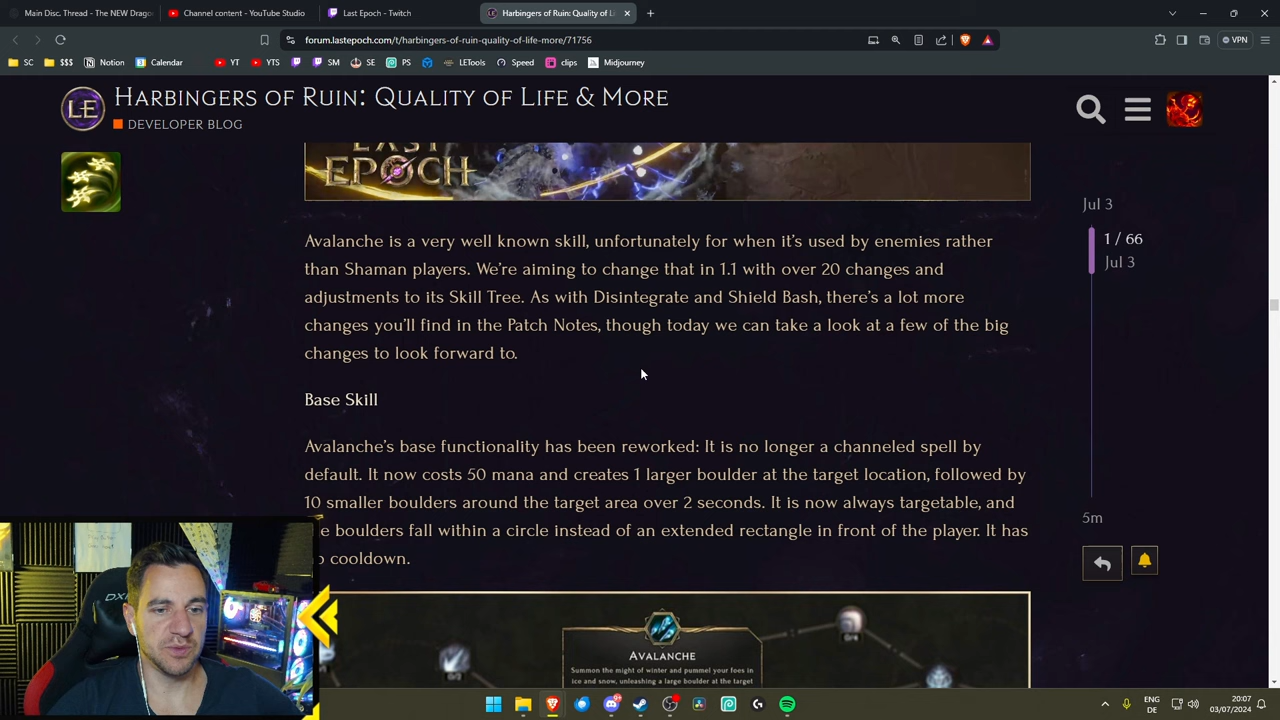 Main Disc. Thread - The NEW Drago
Channel content - YouTube Studio
Last Epoch - Twitch
Harbingers of Ruin: Quality of Li
forum.lastepoch.com/t/harbingers-of-ruin-quality-of-life-more/71756
VPN
SC
$$$
Notion
Calendar
YT
YTS
SM
SE
PS
LETools
Speed
clips
Midjourney
LE
Harbingers of Ruin: Quality of Life & More
DEVELOPER BLOG
LAST
EPOCH
Jul 3
1 / 66
Jul 3
5m
Avalanche is a very well known skill, unfortunately for when it's used by enemies rather
than Shaman players. We're aiming to change that in 1.1 with over 20 changes and
adjustments to its Skill Tree. As with Disintegrate and Shield Bash, there's a lot more
changes you'll find in the Patch Notes, though today we can take a look at a few of the big
changes to look forward to.
Base Skill
Avalanche's base functionality has been reworked: It is no longer a channeled spell by
default. It now costs 50 mana and creates 1 larger boulder at the target location, followed by
10 smaller boulders around the target area over 2 seconds. It is now always targetable, and
e boulders fall within a circle instead of an extended rectangle in front of the player. It has
o cooldown.
AVALANCHE
Summon the might of winter and pummel your foes in
ice and snow, unleashing a large boulder at the target
ENG
DE
20:07
03/07/2024